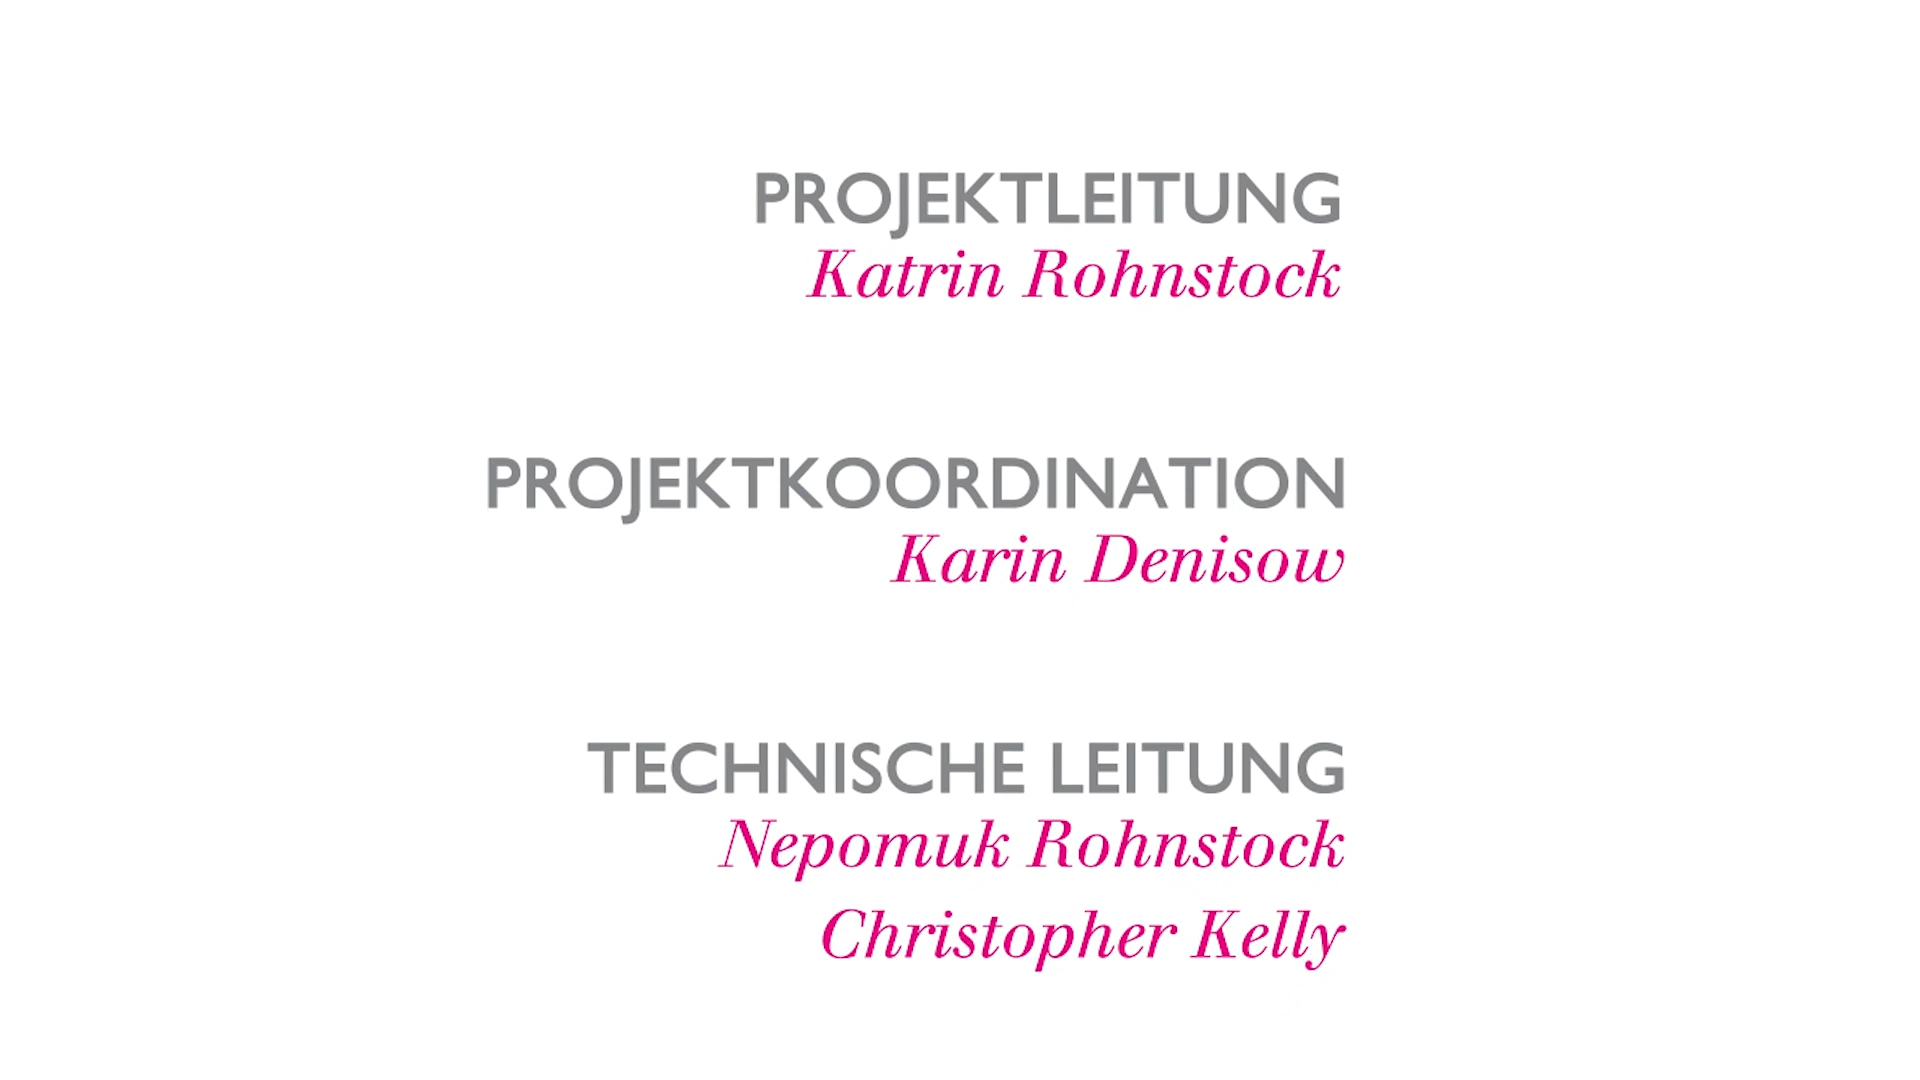 PROJEKTLEITUNG
Katrin Rohnstock
PROJEKTKOORDINATION
Karin Denisow
TECHNISCHE LEITUNG
Nepomuk Rohnstock
Christopher Kelly